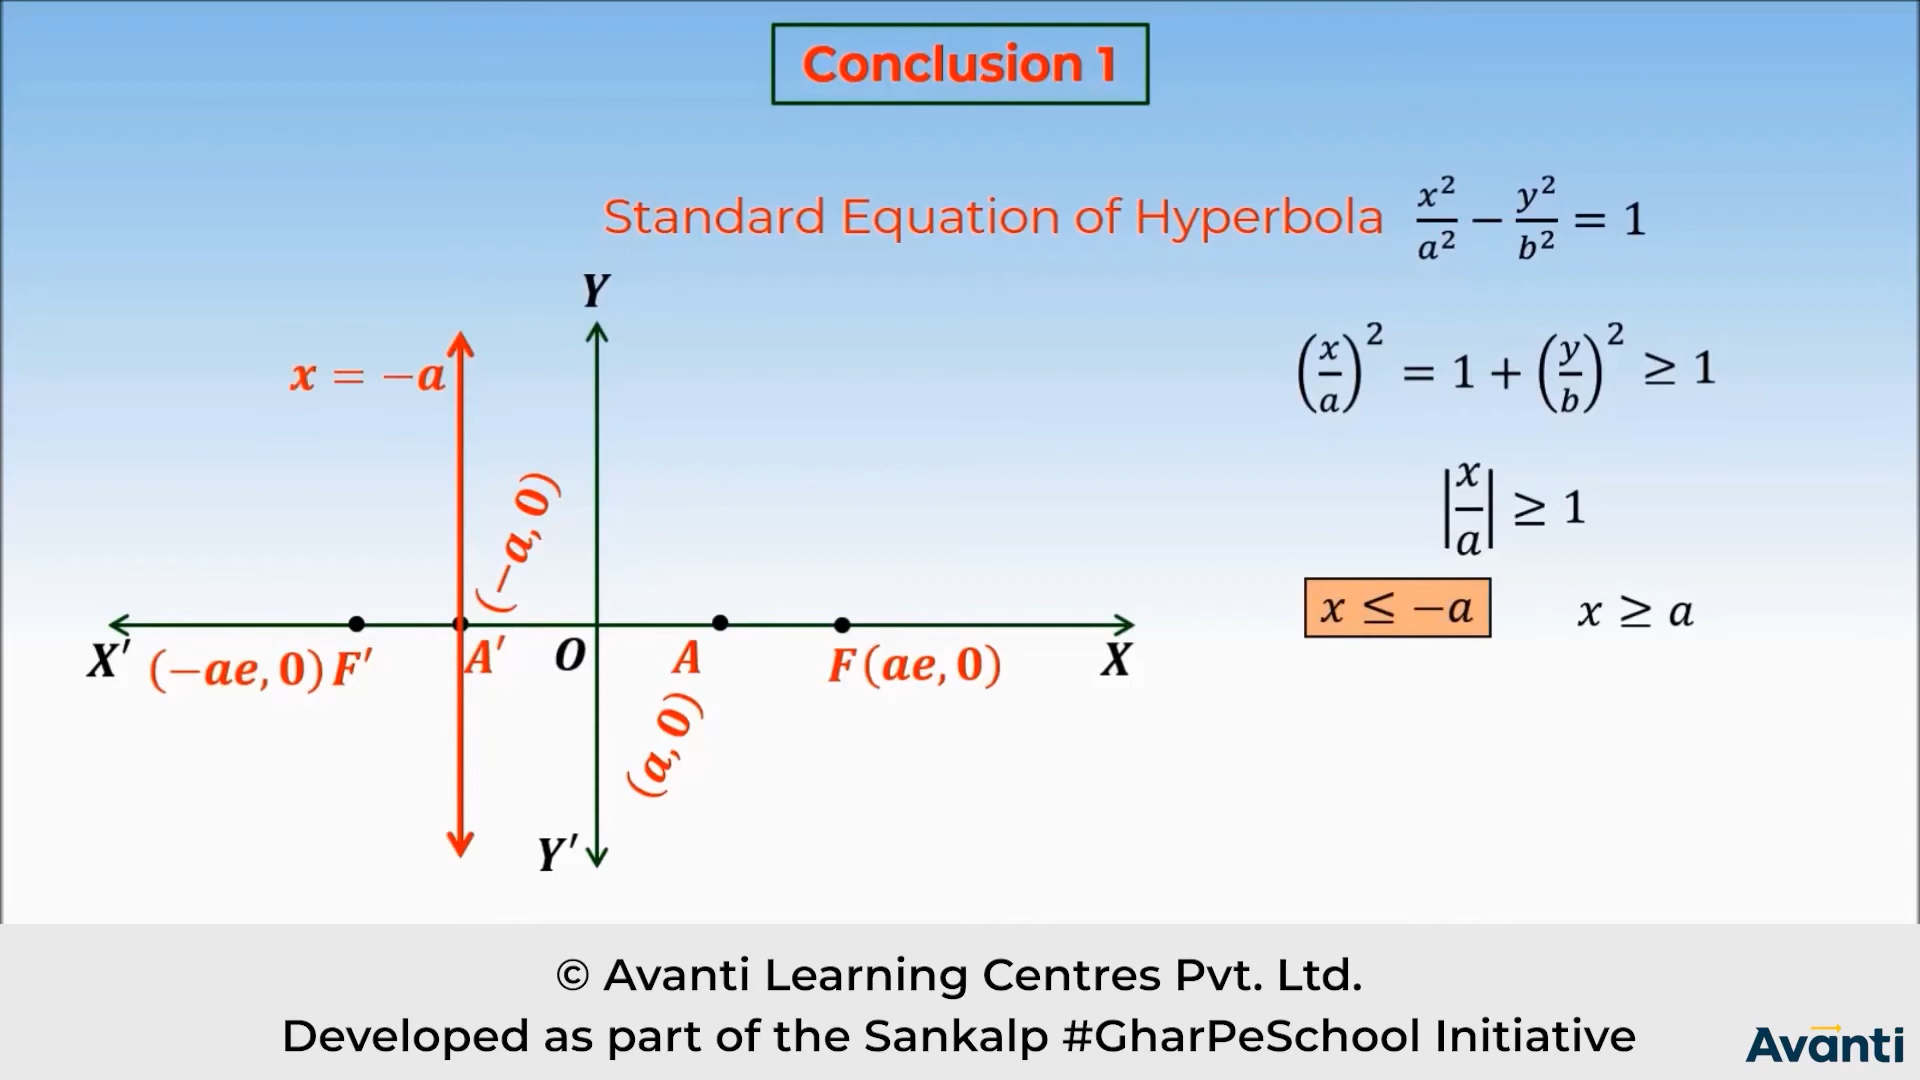 Conclusion 1
Standard Equation of Hyperbola x²/a² − y²/b² = 1
Y
(x/a)² = 1 + (y/b)² ≥ 1
x = −a
|x/a| ≥ 1
(−a, 0)
x ≤ −a x ≥ a
X′ (−ae, 0) F′ A′ O A F (ae, 0) X
(a, 0)
Y′
© Avanti Learning Centres Pvt. Ltd.
Developed as part of the Sankalp #GharPeSchool Initiative
Avanti